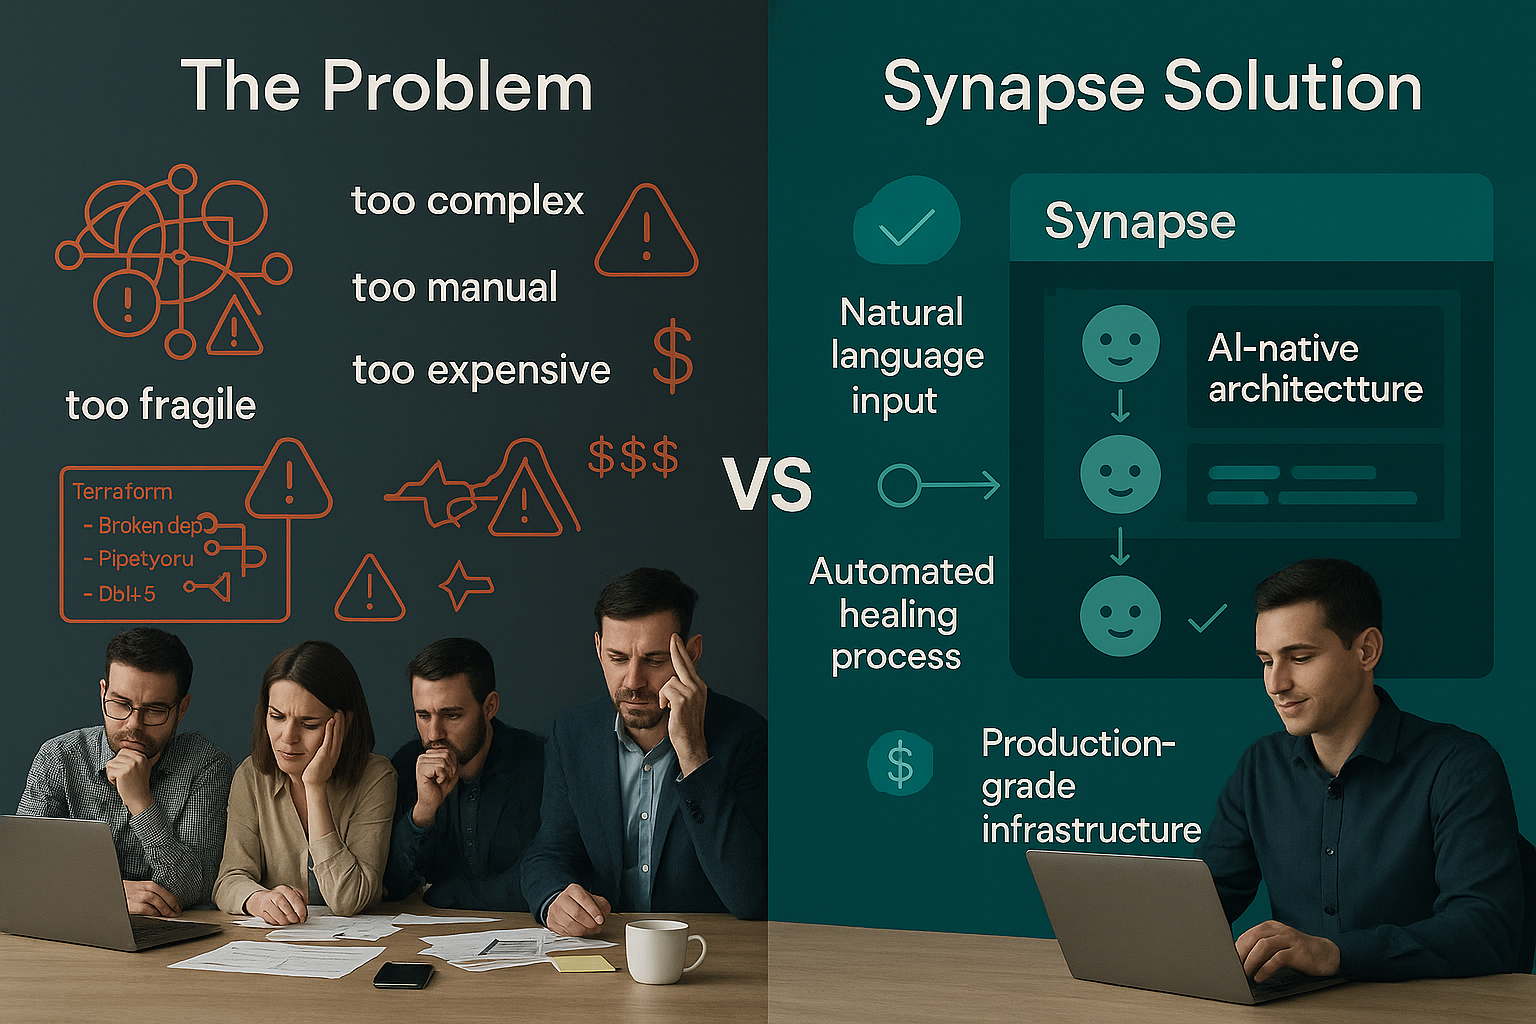 The Problem
too complex
too manual
too expensive
$
too fragile
$$$
Terraform
- Broken dep
- Pipetyoru
- Dbl+5
VS
Synapse Solution
Natural
language
input
Automated
healing
process
$
Production-
grade
infrastructure
Synapse
AI-native
architectture